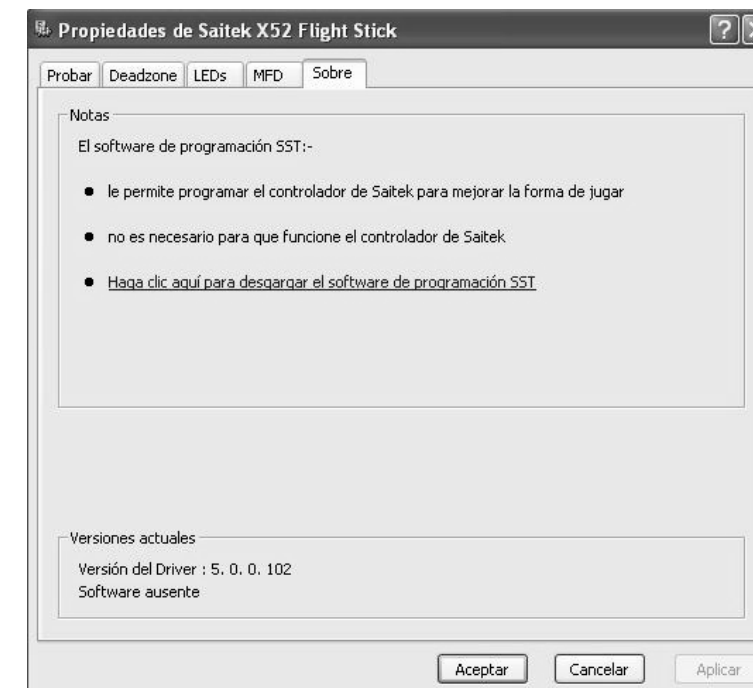 Propiedades de Saitek X52 Flight Stick
Probar Deadzone LEDs MFD Sobre
Notas
El software de programación SST:-
● le permite programar el controlador de Saitek para mejorar la forma de jugar
● no es necesario para que funcione el controlador de Saitek
● Haga clic aquí para desgargar el software de programación SST
Versiones actuales
Versión del Driver : 5. 0. 0. 102
Software ausente
Aceptar Cancelar Aplicar